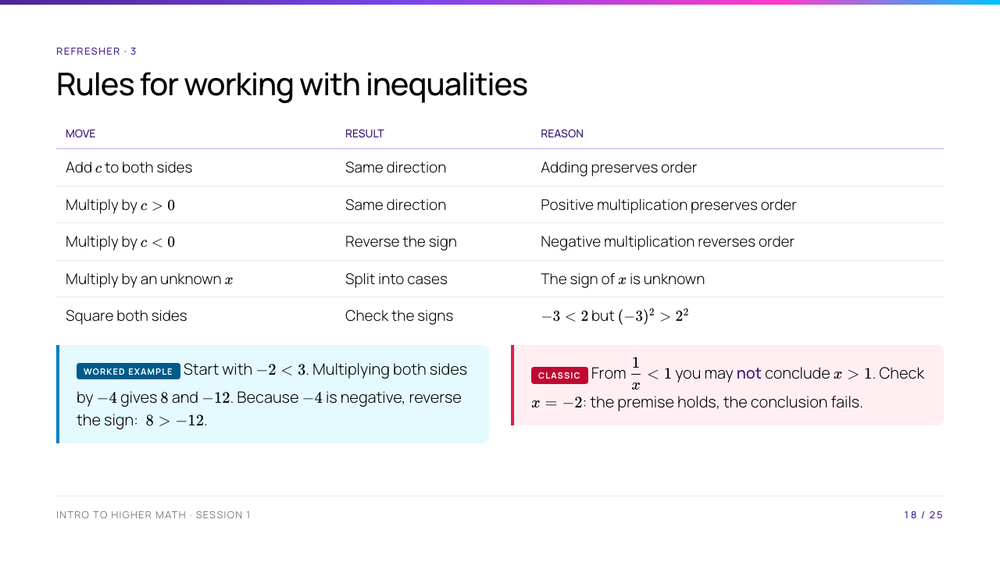 REFRESHER · 3
Rules for working with inequalities
MOVE RESULT REASON
Add c to both sides Same direction Adding preserves order
Multiply by c > 0 Same direction Positive multiplication preserves order
Multiply by c < 0 Reverse the sign Negative multiplication reverses order
Multiply by an unknown x Split into cases The sign of x is unknown
Square both sides Check the signs −3 < 2 but (−3)² > 2²
WORKED EXAMPLE Start with −2 < 3. Multiplying both sides
by −4 gives 8 and −12. Because −4 is negative, reverse
the sign: 8 > −12.
CLASSIC From 1/x < 1 you may not conclude x > 1. Check
x = −2: the premise holds, the conclusion fails.
INTRO TO HIGHER MATH · SESSION 1
18 / 25